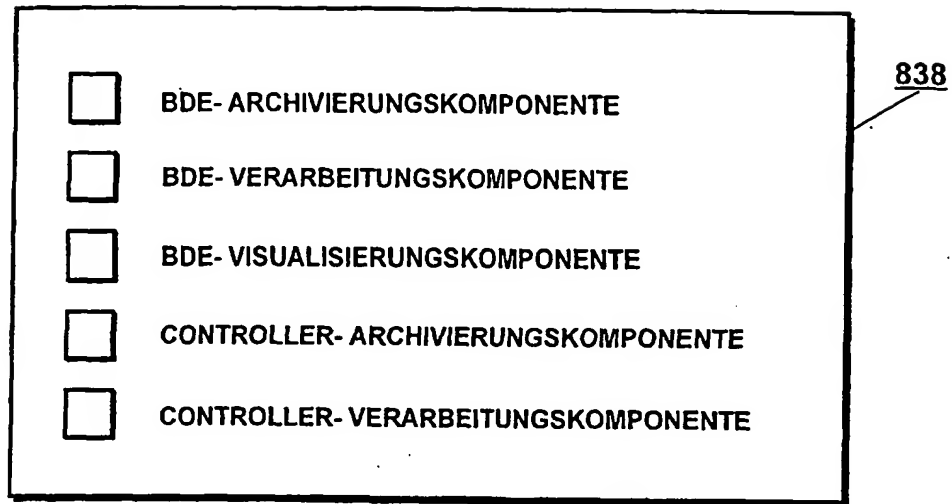 838
BDE- ARCHIVIERUNGSKOMPONENTE
BDE- VERARBEITUNGSKOMPONENTE
BDE- VISUALISIERUNGSKOMPONENTE
CONTROLLER- ARCHIVIERUNGSKOMPONENTE
CONTROLLER- VERARBEITUNGSKOMPONENTE